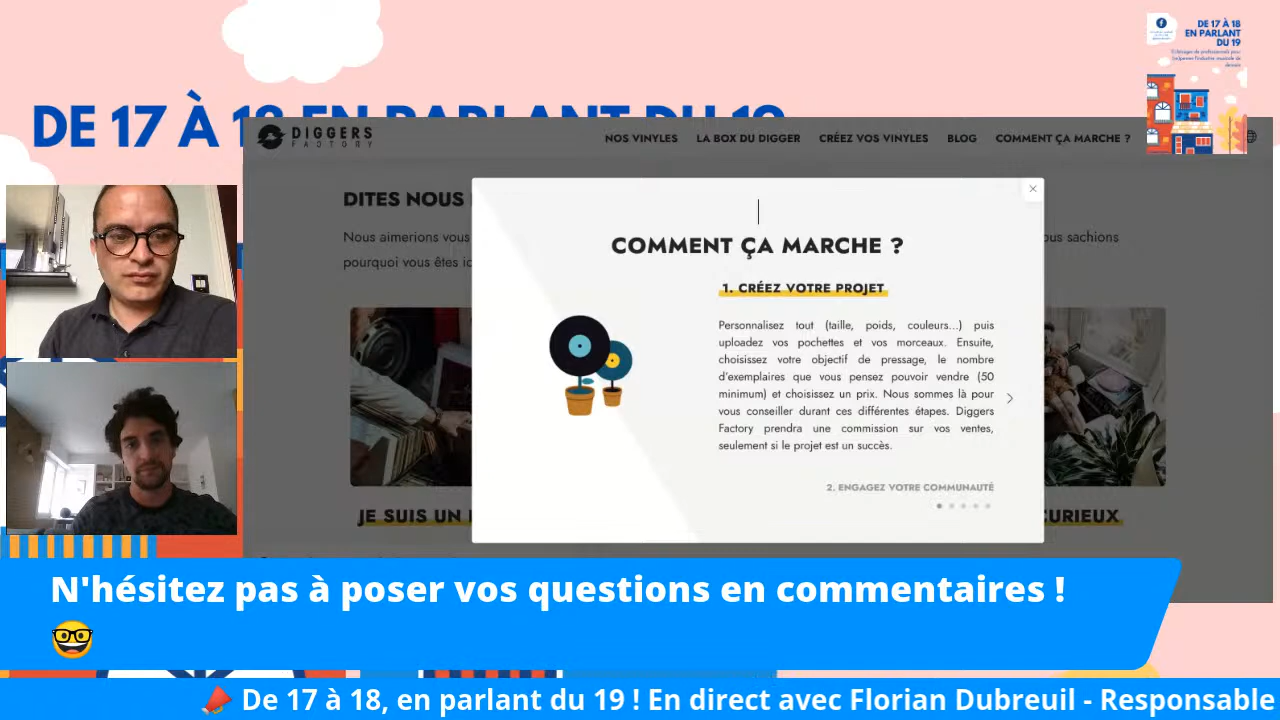 DE 17 À 18 EN PARLANT DU 19
DE 17 À 18
EN PARLANT
DU 19
DIGGERS
FACTORY
NOS VINYLES
LA BOX DU DIGGER
CRÉEZ VOS VINYLES
BLOG
COMMENT ÇA MARCHE ?
DITES NOUS
Nous aimerions vous
ous sachions
pourquoi vous êtes ic
COMMENT ÇA MARCHE ?
1. CRÉEZ VOTRE PROJET
Personnalisez tout (taille, poids, couleurs...) puis
uploadez vos pochettes et vos morceaux. Ensuite,
choisissez votre objectif de pressage, le nombre
d'exemplaires que vous pensez pouvoir vendre (50
minimum) et choisissez un prix. Nous sommes là pour
vous conseiller durant ces différentes étapes. Diggers
Factory prendra une commission sur vos ventes,
seulement si le projet est un succès.
2. ENGAGEZ VOTRE COMMUNAUTÉ
JE SUIS UN
CURIEUX
N'hésitez pas à poser vos questions en commentaires !
🤓
📣 De 17 à 18, en parlant du 19 ! En direct avec Florian Dubreuil - Responsable